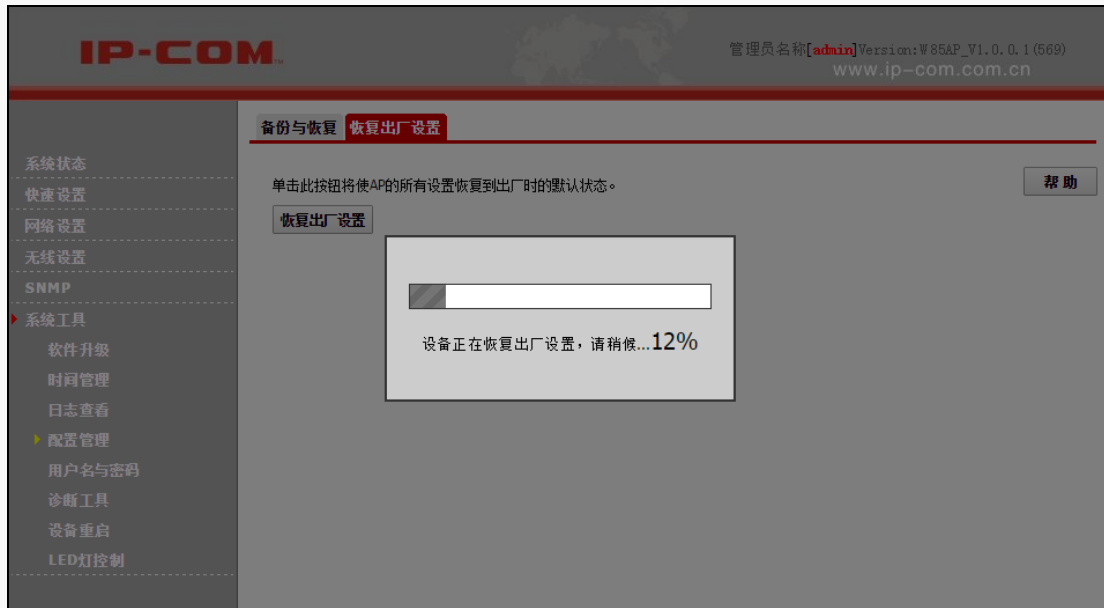 IP-COM
管理员名称[admin]Version:W85AP_V1.0.0.1(569)
www.ip-com.com.cn
备份与恢复 恢复出厂设置
系统状态
快速设置
网络设置
无线设置
SNMP
系统工具
软件升级
时间管理
日志查看
配置管理
用户名与密码
诊断工具
设备重启
LED灯控制
单击此按钮将使AP的所有设置恢复到出厂时的默认状态。
帮助
恢复出厂设置
设备正在恢复出厂设置,请稍候...12%